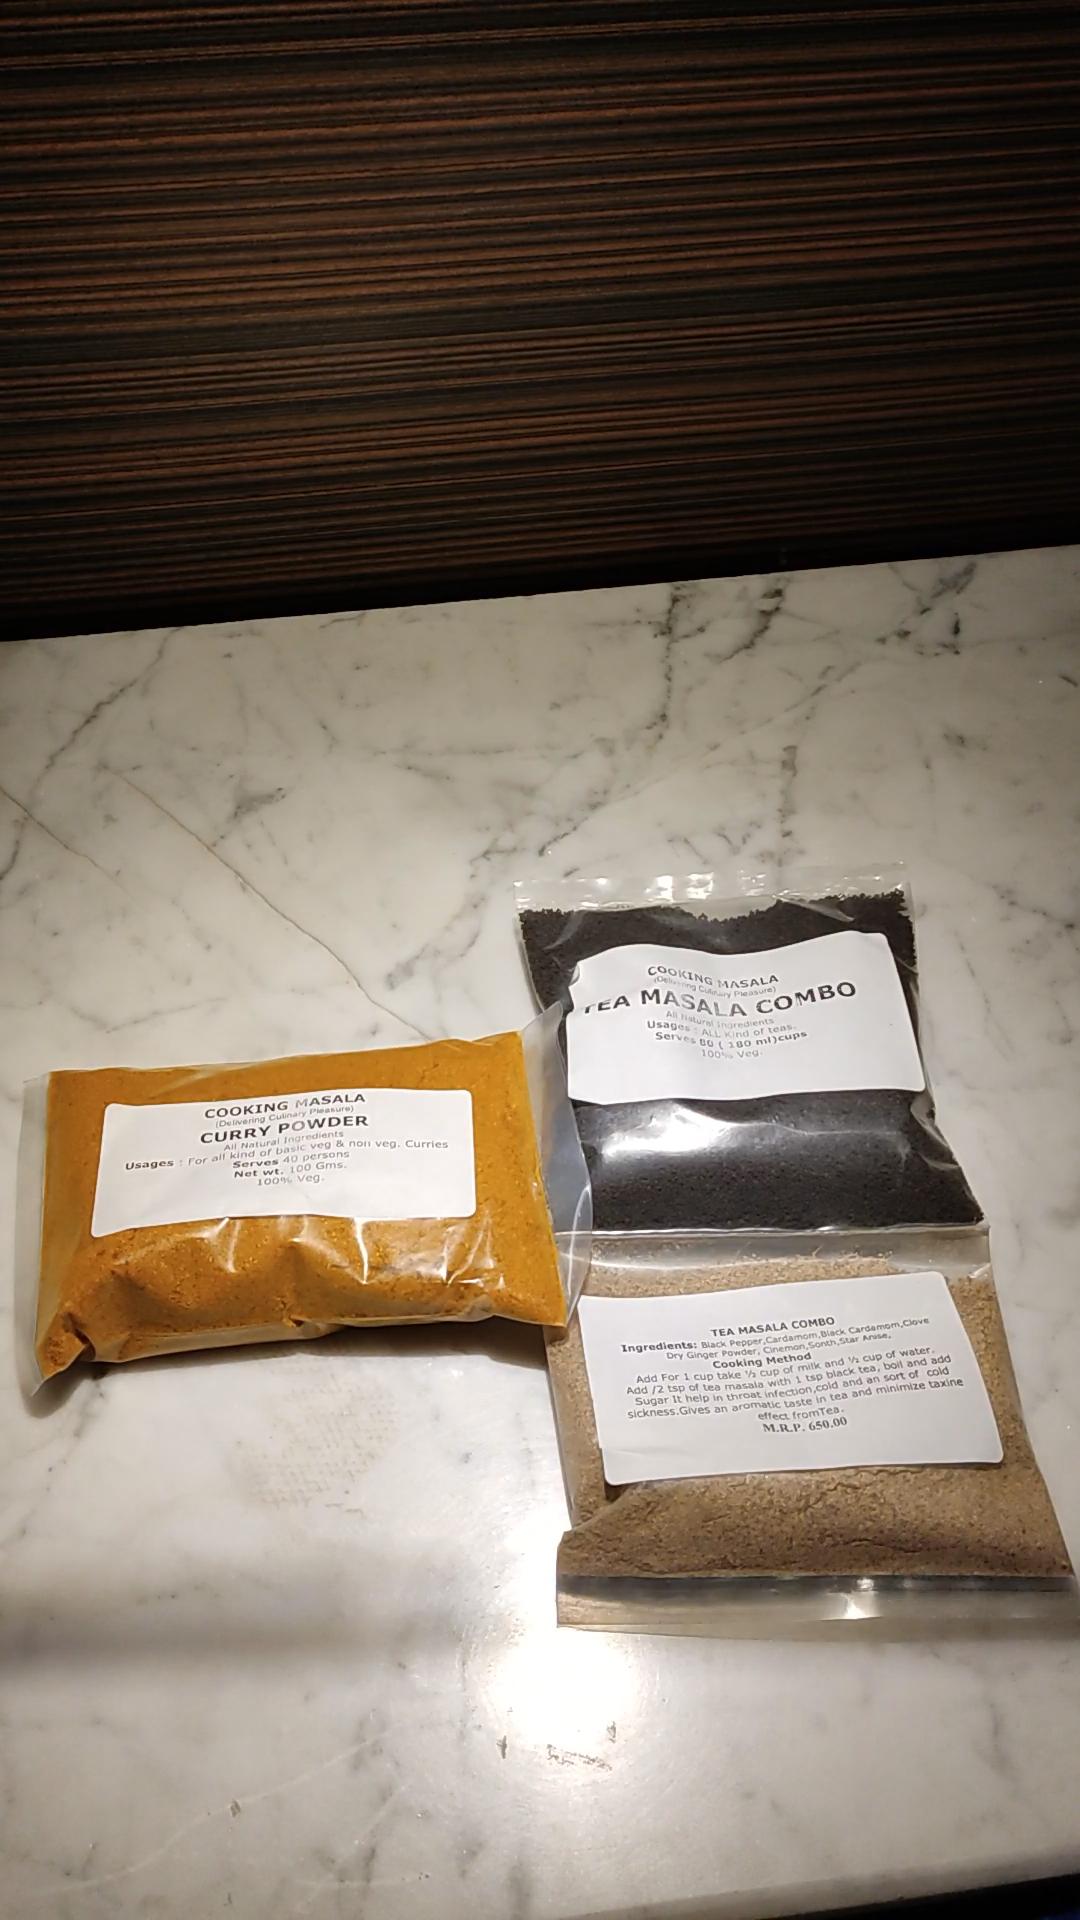 COOKING MASALA
(Delivering Culinary Pleasure)
CURRY POWDER
All Natural Ingredients
Usages : For all kind of basic veg & non veg. Curries
Serves 40 persons
Net wt. 100 Gms.
100% Veg.
COOKING MASALA
(Delivering Culinary Pleasure)
TEA MASALA COMBO
All Natural Ingredients
Usages : ALL Kind of teas.
Serves 80 ( 180 ml)cups
100% Veg.
TEA MASALA COMBO
Ingredients: Black Pepper,Cardamom,Black Cardamom,Clove
Dry Ginger Powder, Cinemon,Sonth,Star Anise,
Cooking Method
Add For 1 cup take ½ cup of milk and ½ cup of water.
Add /2 tsp of tea masala with 1 tsp black tea, boil and add
Sugar It help in throat infection,cold and an sort of cold
sickness.Gives an aromatic taste in tea and minimize taxine
effect fromTea.
M.R.P. 650.00